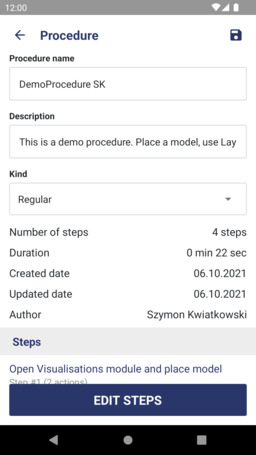 12:00
Procedure
Procedure name
DemoProcedure SK
Description
This is a demo procedure. Place a model, use Lay
Kind
Regular
Number of steps 4 steps
Duration 0 min 22 sec
Created date 06.10.2021
Updated date 06.10.2021
Author Szymon Kwiatkowski
Steps
Open Visualisations module and place model
Step #1 (2 actions)
EDIT STEPS